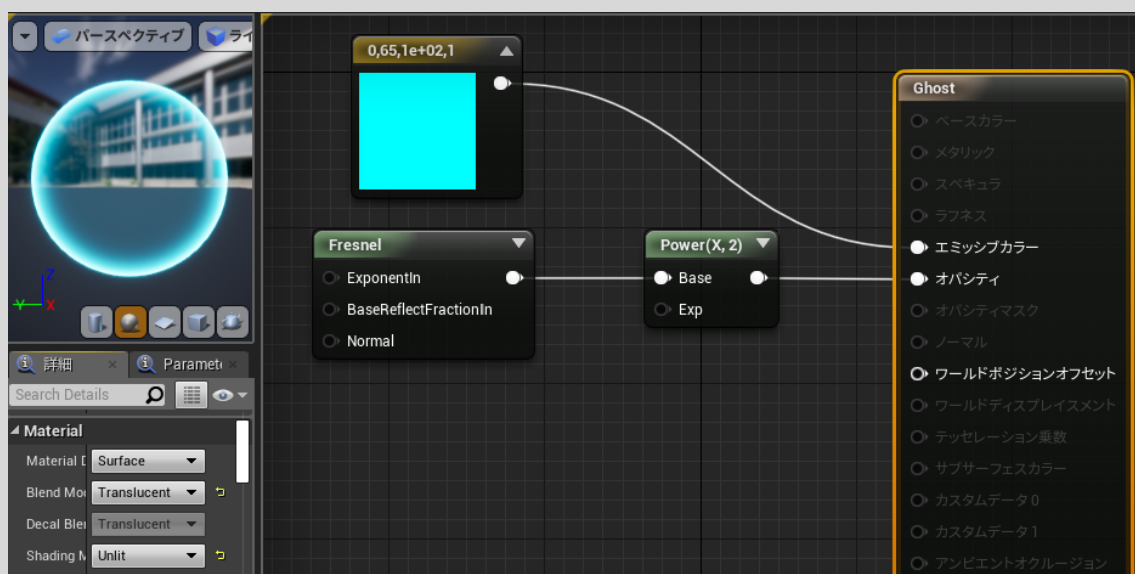 パースペクティブ
ライ
0,65,1e+02,1
Fresnel
ExponentIn
BaseReflectFractionIn
Normal
Power(X, 2)
Base
Exp
Ghost
ベースカラー
メタリック
スペキュラ
ラフネス
エミッシブカラー
オパシティ
オパシティマスク
ノーマル
ワールドポジションオフセット
ワールドディスプレイスメント
テッセレーション乗数
サブサーフェスカラー
カスタムデータ 0
カスタムデータ 1
アンビエントオクルージョン
Z
Y
X
詳細
Paramet
Search Details
Material
Material D
Surface
Blend Mo
Translucent
Decal Ble
Translucent
Shading M
Unlit